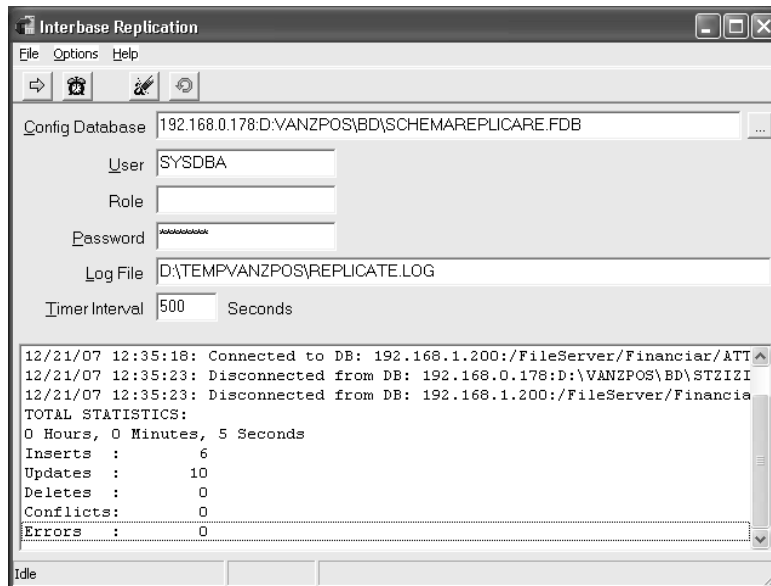 Interbase Replication
File Options Help
Config Database 192.168.0.178:D:VANZPOS\BD\SCHEMAREPLICARE.FDB ...
User SYSDBA
Role
Password *********
Log File D:\TEMPVANZPOS\REPLICATE.LOG
Timer Interval 500 Seconds
12/21/07 12:35:18: Connected to DB: 192.168.1.200:/FileServer/Financiar/ATT
12/21/07 12:35:23: Disconnected from DB: 192.168.0.178:D:\VANZPOS\BD\STZIZI
12/21/07 12:35:23: Disconnected from DB: 192.168.1.200:/FileServer/Financia
TOTAL STATISTICS:
0 Hours, 0 Minutes, 5 Seconds
Inserts : 6
Updates : 10
Deletes : 0
Conflicts: 0
Errors : 0
Idle